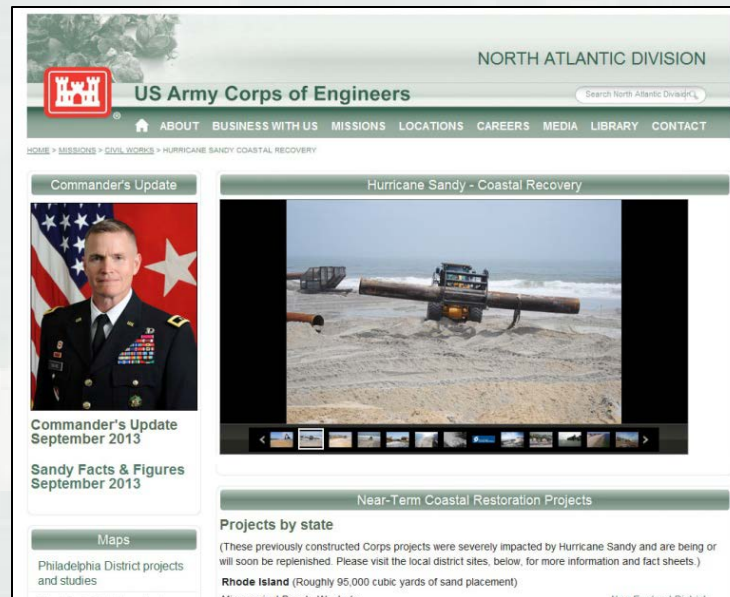 NORTH ATLANTIC DIVISION
US Army Corps of Engineers
Search North Atlantic Division
®
ABOUT BUSINESS WITH US MISSIONS LOCATIONS CAREERS MEDIA LIBRARY CONTACT
HOME > MISSIONS > CIVIL WORKS > HURRICANE SANDY COASTAL RECOVERY
Commander's Update
Commander's Update
September 2013
Sandy Facts & Figures
September 2013
Maps
Philadelphia District projects
and studies
Hurricane Sandy - Coastal Recovery
Near-Term Coastal Restoration Projects
Projects by state
(These previously constructed Corps projects were severely impacted by Hurricane Sandy and are being or
will soon be replenished. Please visit the local district sites, below, for more information and fact sheets.)
Rhode Island (Roughly 95,000 cubic yards of sand placement)